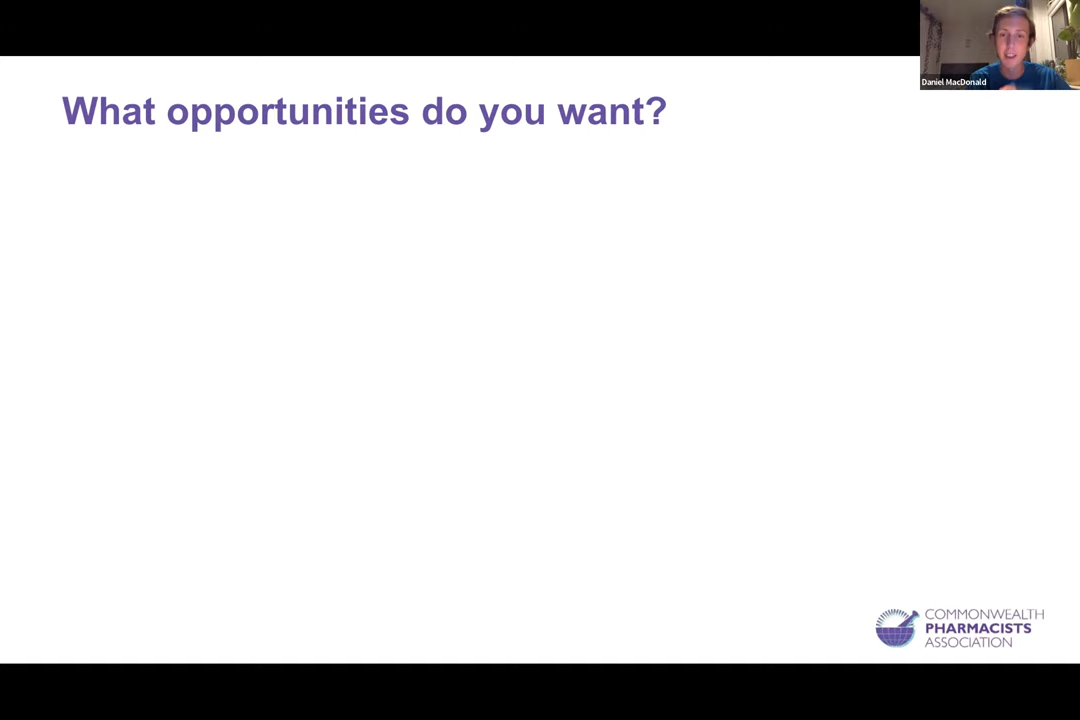 Daniel MacDonald
What opportunities do you want?
COMMONWEALTH
PHARMACISTS
ASSOCIATION